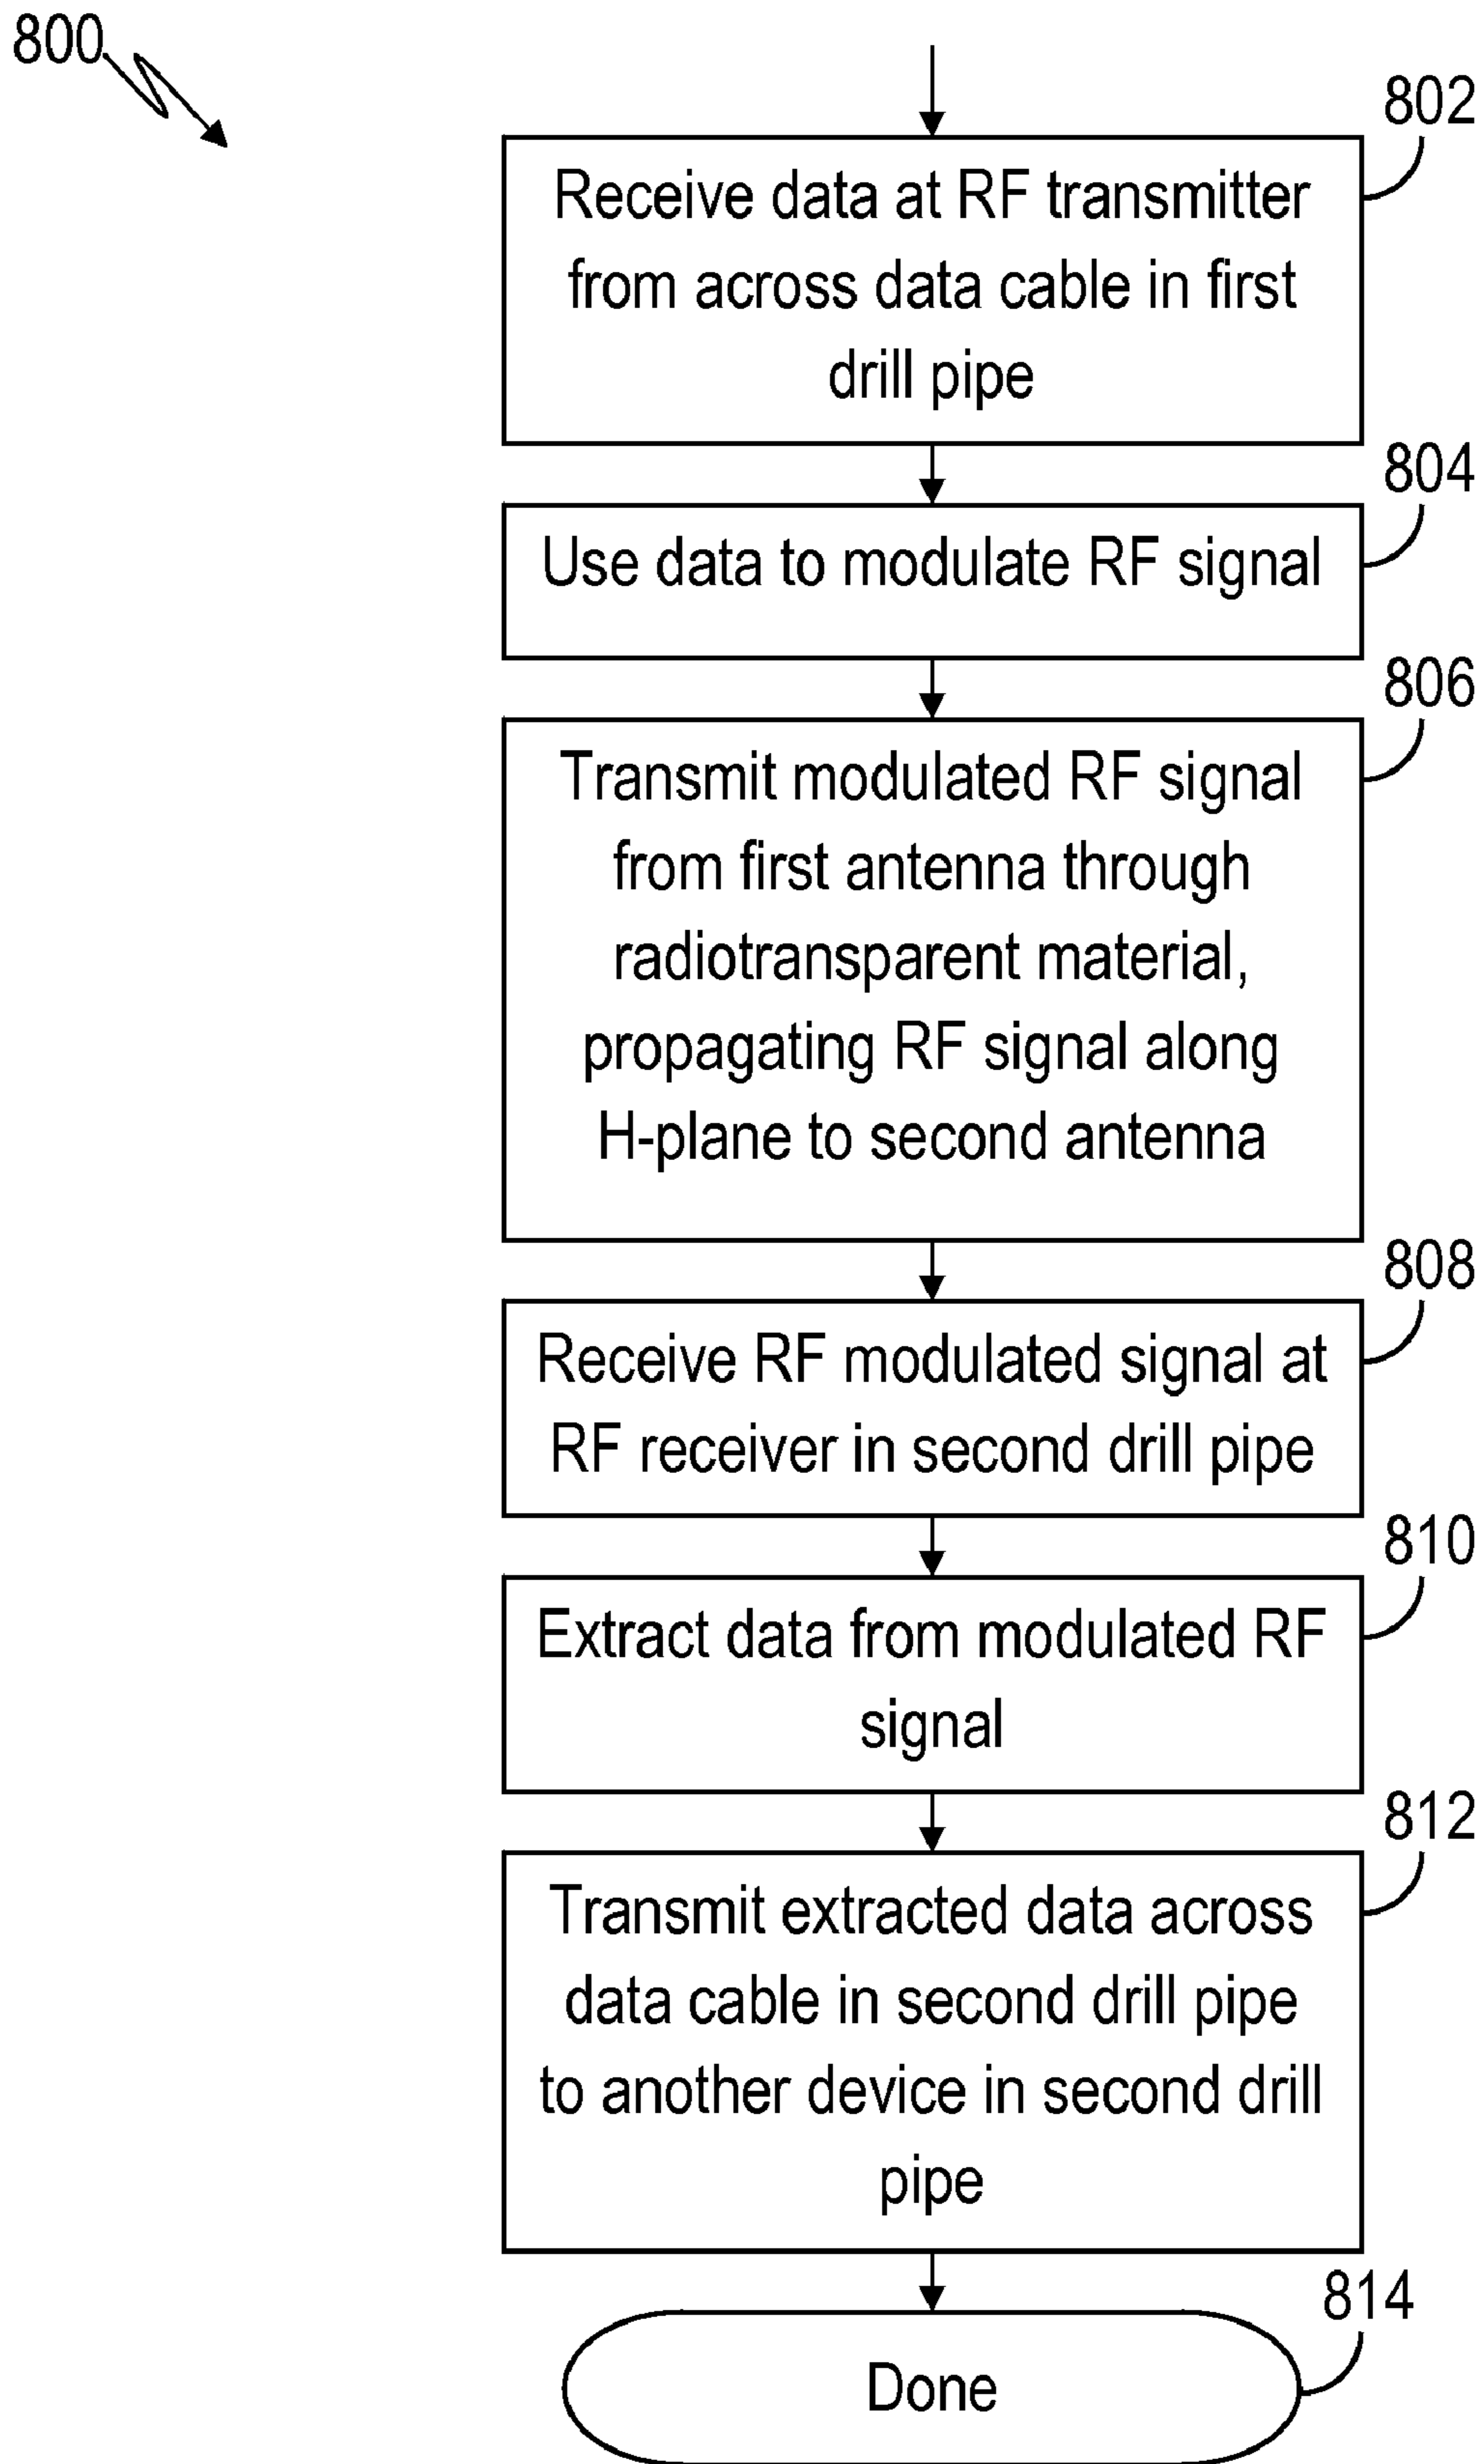 800
802
Receive data at RF transmitter
from across data cable in first
drill pipe
804
Use data to modulate RF signal
806
Transmit modulated RF signal
from first antenna through
radiotransparent material,
propagating RF signal along
H-plane to second antenna
808
Receive RF modulated signal at
RF receiver in second drill pipe
810
Extract data from modulated RF
signal
812
Transmit extracted data across
data cable in second drill pipe
to another device in second drill
pipe
814
Done